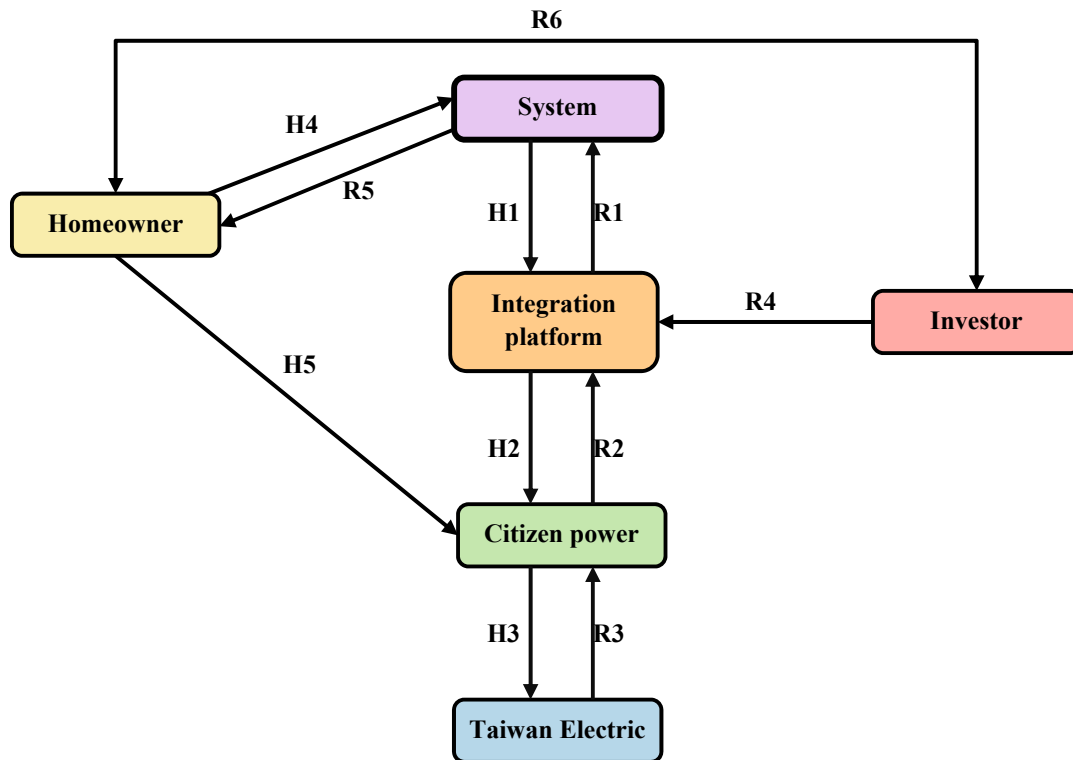 R6
System
H4
R5
Homeowner
H1
R1
Integration
platform
R4
Investor
H5
H2
R2
Citizen power
H3
R3
Taiwan Electric